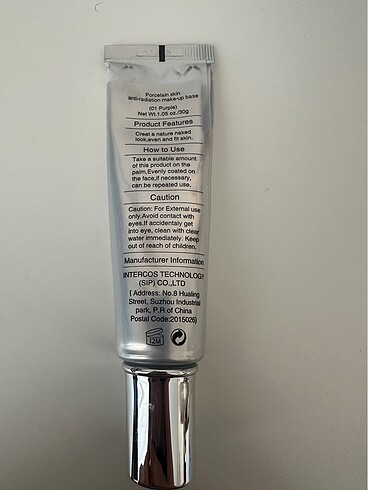 Porcelain skin
anti-radiation make-up base
(01 Purple)
Net Wt.1.05 oz./30g
Product Features
Creat a nature naked
look,even and fit skin.
How to Use
Take a suitable amount
of this product on the
palm,Evenly coated on
the face,If necessary,
can be repeated use.
Caution
Caution: For External use
only.Avoid contact with
eyes.If accidentaly get
into eye, clean with clear
water immediately. Keep
out of reach of children.
Manufacturer Information
INTERCOS TECHNOLOGY
(SIP) CO.,LTD
( Address: No.8 Hualing
Street, Suzhou Industrial
park, P.R of China
Postal Code:2015026)
12M